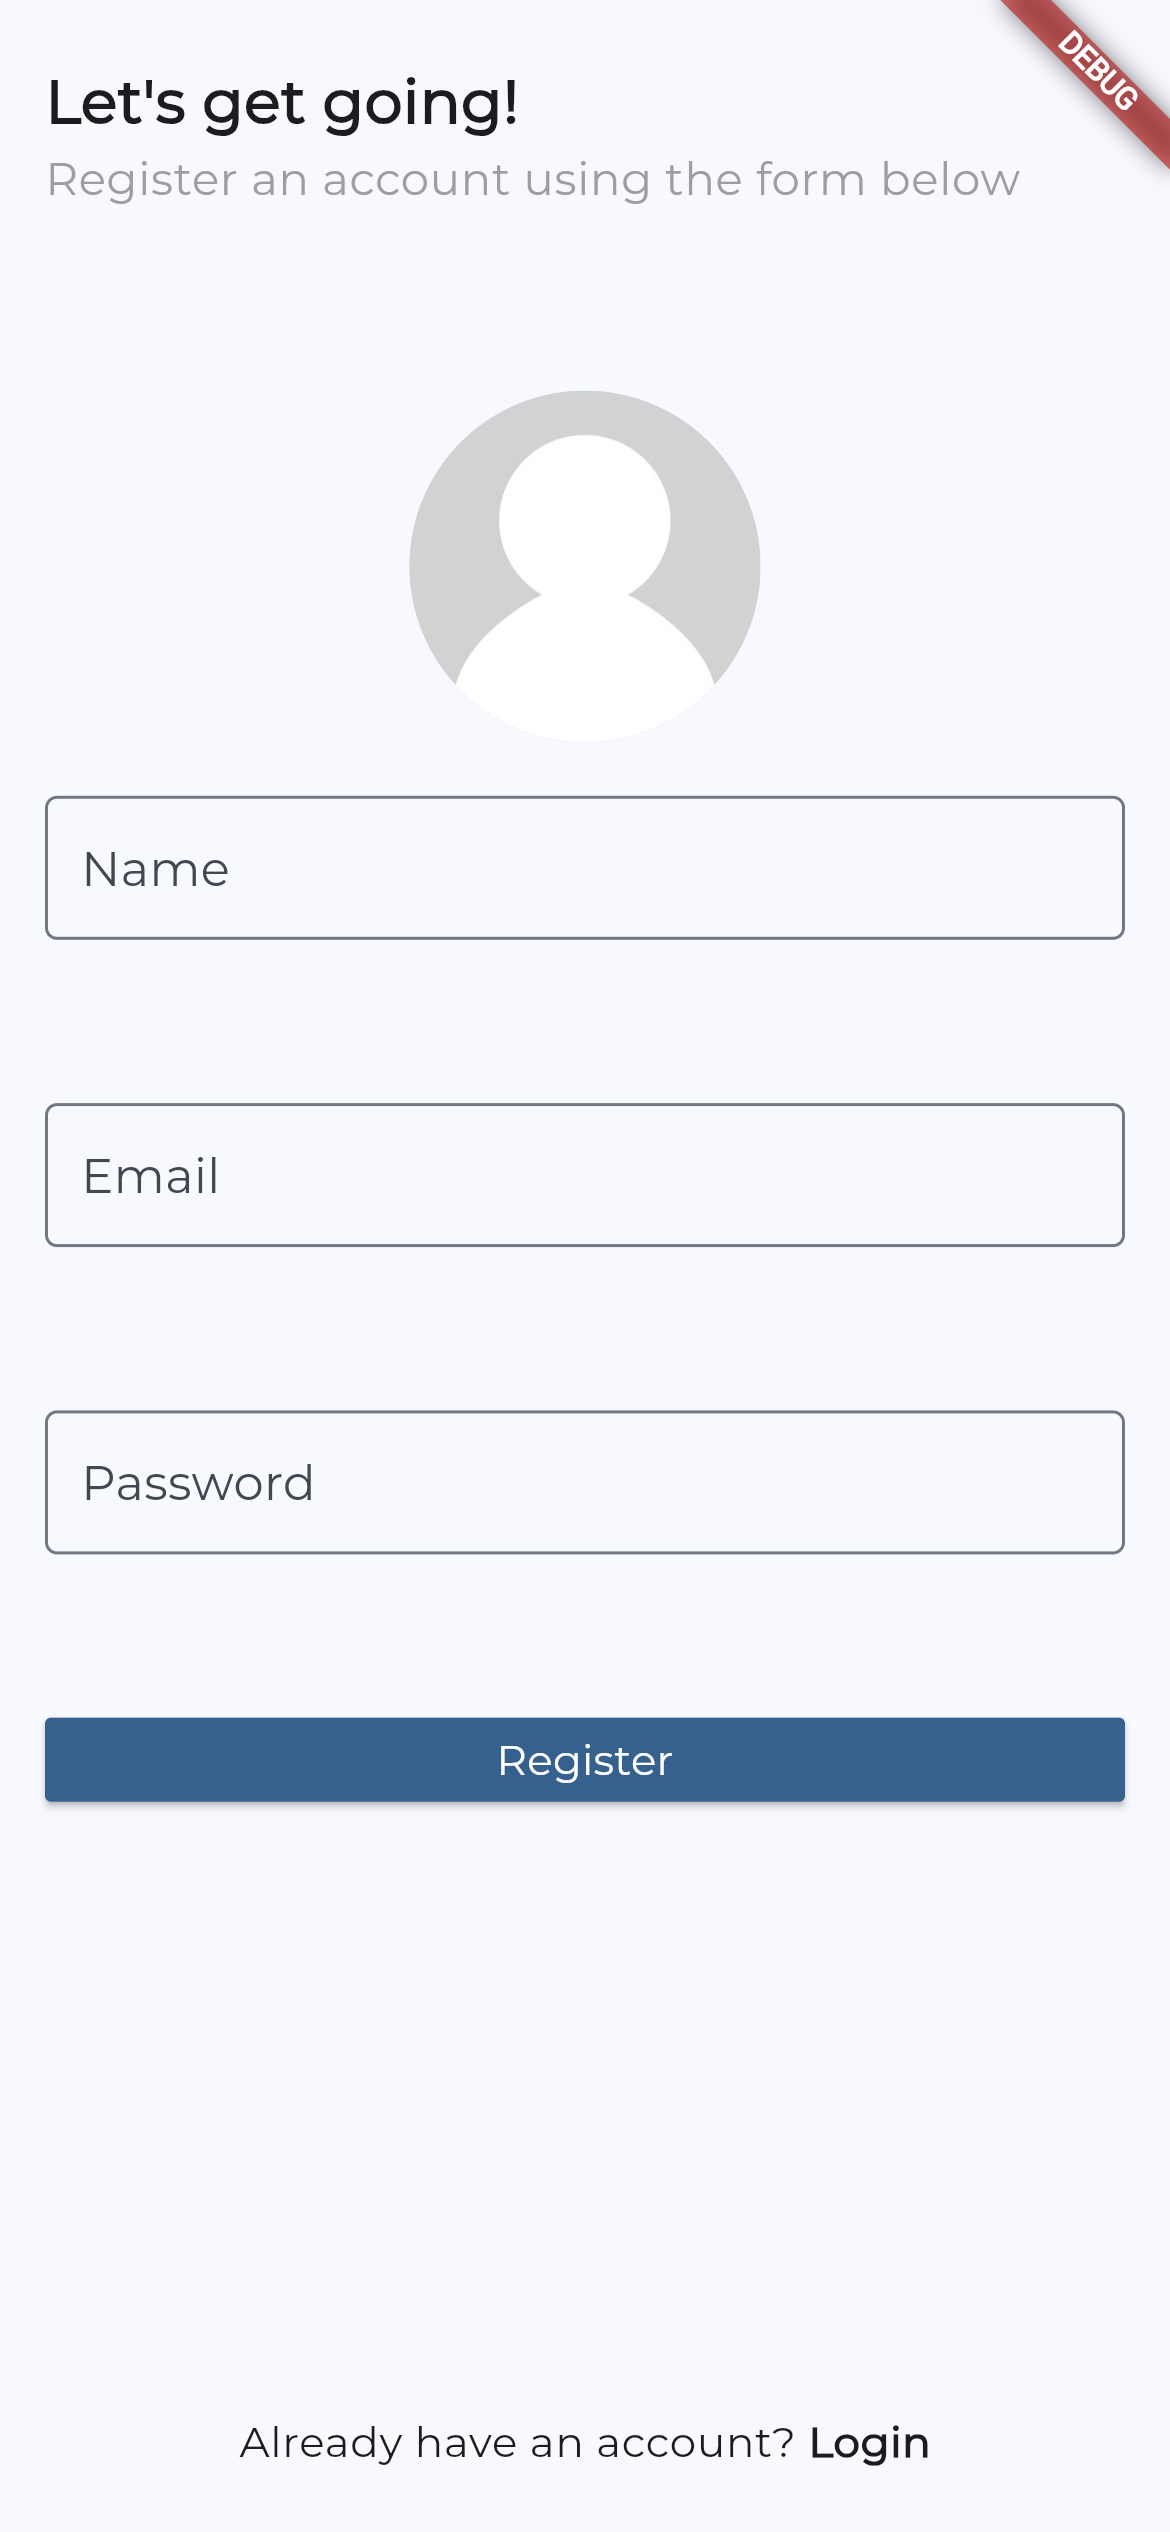 DEBUG
Let's get going!
Register an account using the form below
Name
Email
Password
Register
Already have an account? Login